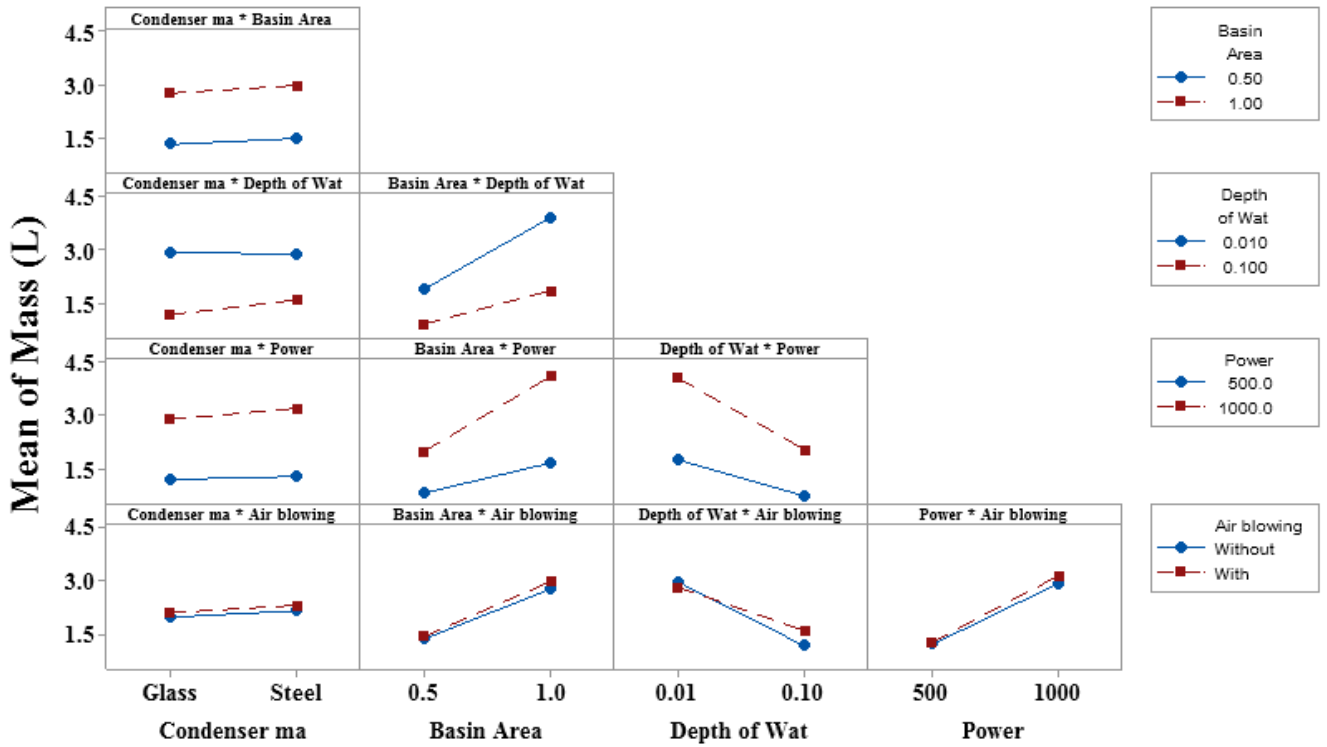 Condenser ma * Basin Area
4.5
3.0
1.5
Basin
Area
0.50
1.00
Condenser ma * Depth of Wat
Basin Area * Depth of Wat
4.5
3.0
1.5
Depth
of Wat
0.010
0.100
Mean of Mass (L)
Condenser ma * Power
Basin Area * Power
Depth of Wat * Power
4.5
3.0
1.5
Power
500.0
1000.0
Condenser ma * Air blowing
Basin Area * Air blowing
Depth of Wat * Air blowing
Power * Air blowing
4.5
3.0
1.5
Air blowing
Without
With
Glass Steel
0.5 1.0
0.01 0.10
500 1000
Condenser ma
Basin Area
Depth of Wat
Power